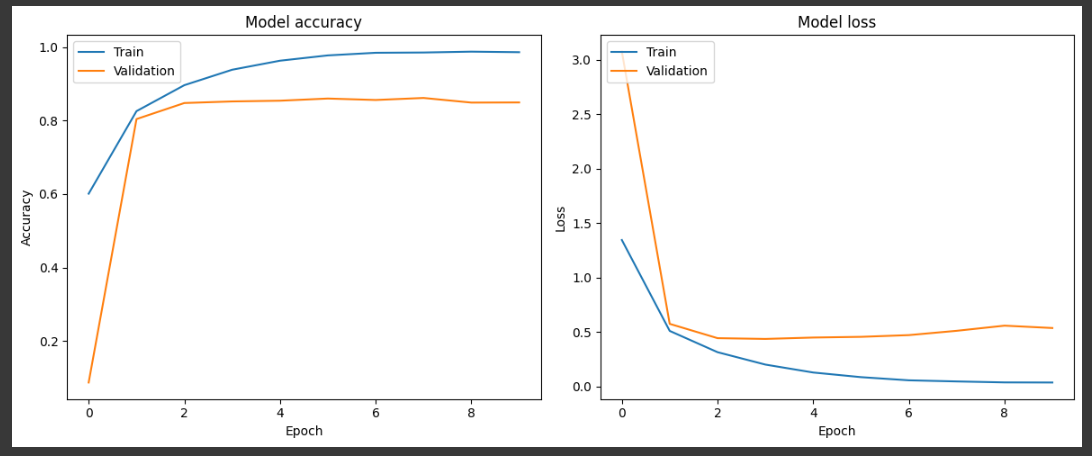 Model accuracy
Train
Validation
1.0
0.8
0.6
0.4
0.2
Accuracy
0
2
4
6
8
Epoch
Model loss
Train
Validation
3.0
2.5
2.0
1.5
1.0
0.5
0.0
Loss
0
2
4
6
8
Epoch